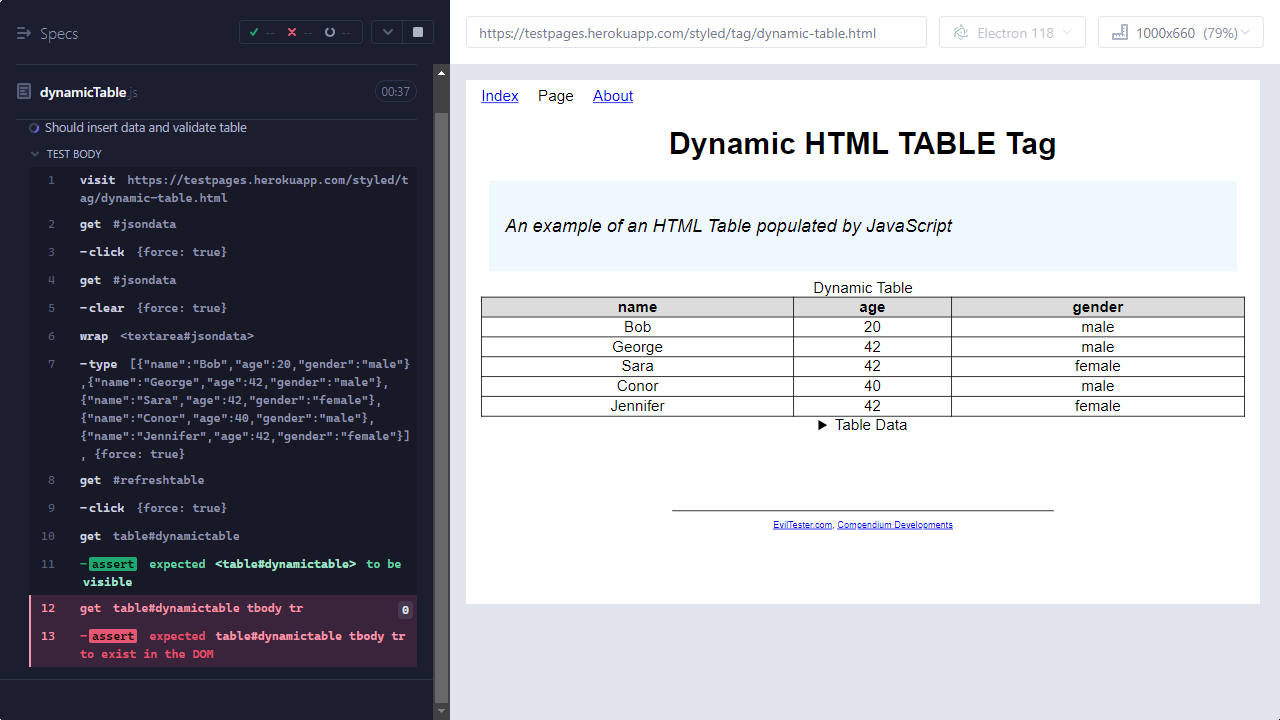 Specs
-- -- --
dynamicTable.js
00:37
Should insert data and validate table
TEST BODY
1 visit https://testpages.herokuapp.com/styled/t
ag/dynamic-table.html
2 get #jsondata
3 -click {force: true}
4 get #jsondata
5 -clear {force: true}
6 wrap <textarea#jsondata>
7 -type [{"name":"Bob","age":20,"gender":"male"}
,{"name":"George","age":42,"gender":"male"},
{"name":"Sara","age":42,"gender":"female"},
{"name":"Conor","age":40,"gender":"male"},
{"name":"Jennifer","age":42,"gender":"female"}]
, {force: true}
8 get #refreshtable
9 -click {force: true}
10 get table#dynamictable
11 -assert expected <table#dynamictable> to be
visible
12 get table#dynamictable tbody tr 0
13 -assert expected table#dynamictable tbody tr
to exist in the DOM
https://testpages.herokuapp.com/styled/tag/dynamic-table.html
Electron 118
1000x660 (79%)
Index Page About
Dynamic HTML TABLE Tag
An example of an HTML Table populated by JavaScript
Dynamic Table
name age gender
Bob 20 male
George 42 male
Sara 42 female
Conor 40 male
Jennifer 42 female
▶ Table Data
EvilTester.com, Compendium Developments